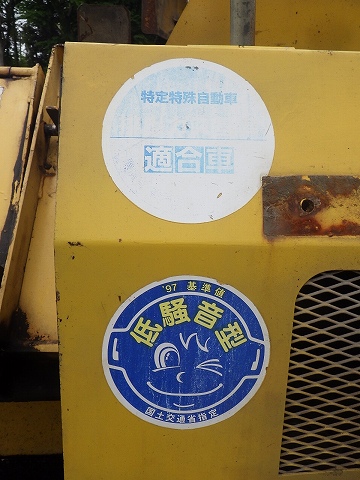 特定特殊自動車
適合車
'97 基準値
低騒音型
国土交通省指定